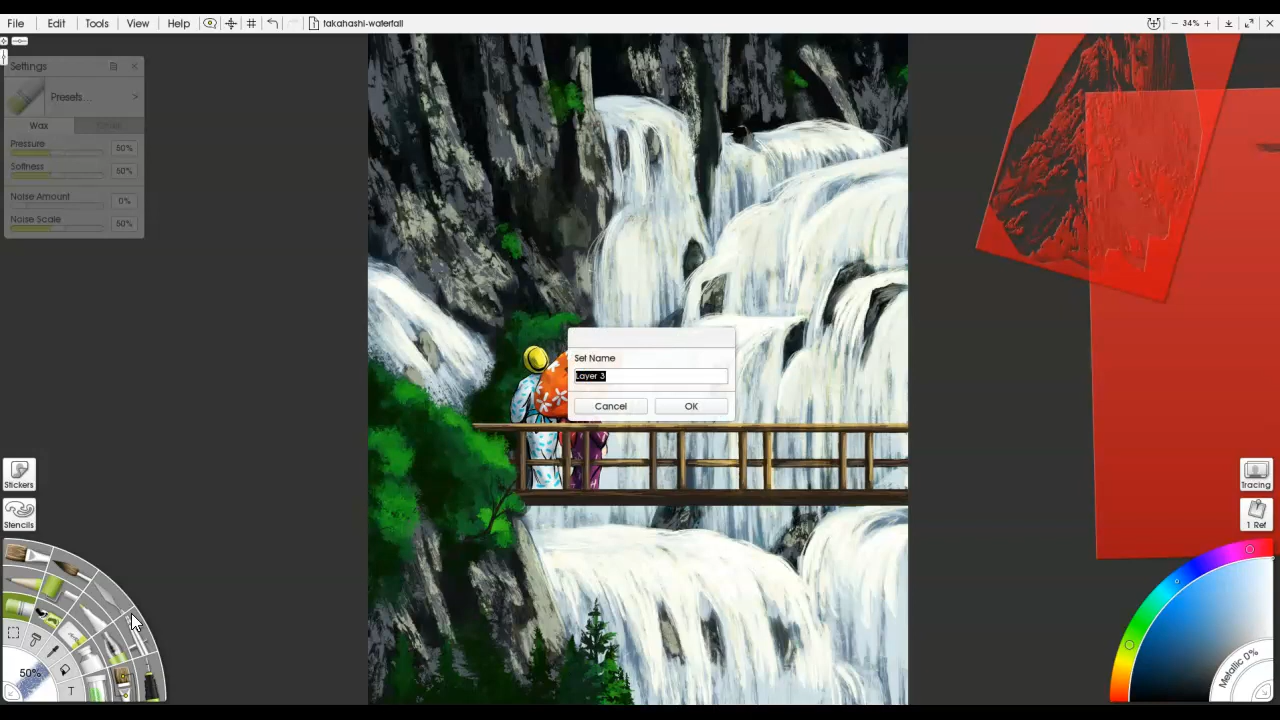 File Edit Tools View Help takahashi-waterfall 34%
Settings
Presets... >
Wax
Pressure 50%
Softness 50%
Noise Amount 0%
Noise Scale 50%
Set Name
Layer 3
Cancel OK
Stickers
Stencils
Tracing
1 Ref
50%
T
Metallic 0%